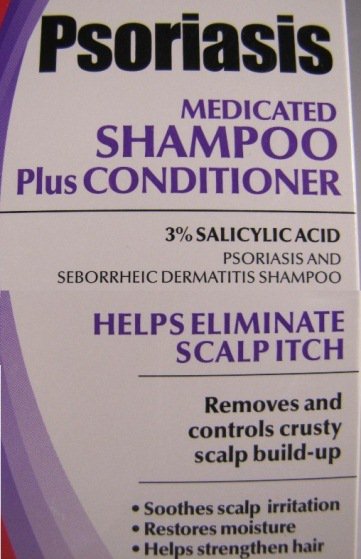 Psoriasis
MEDICATED
SHAMPOO
Plus CONDITIONER
3% SALICYLIC ACID
PSORIASIS AND
SEBORRHEIC DERMATITIS SHAMPOO
HELPS ELIMINATE
SCALP ITCH
Removes and
controls crusty
scalp build-up
• Soothes scalp irritation
• Restores moisture
• Helps strengthen hair